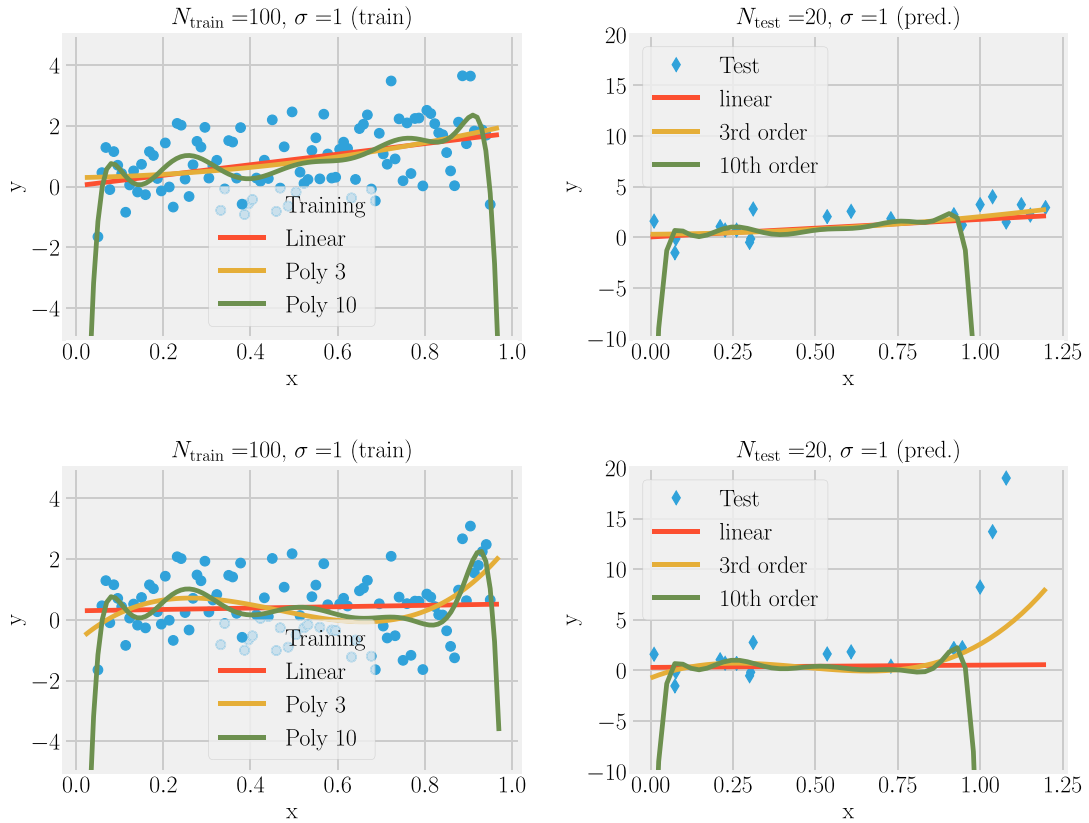 N_train =100, σ =1 (train)
4
2
0
−2
−4
y
Training
Linear
Poly 3
Poly 10
0.0 0.2 0.4 0.6 0.8 1.0
x
N_test =20, σ =1 (pred.)
20
15
10
5
0
−5
−10
y
Test
linear
3rd order
10th order
0.00 0.25 0.50 0.75 1.00 1.25
x
N_train =100, σ =1 (train)
4
2
0
−2
−4
y
Training
Linear
Poly 3
Poly 10
0.0 0.2 0.4 0.6 0.8 1.0
x
N_test =20, σ =1 (pred.)
20
15
10
5
0
−5
−10
y
Test
linear
3rd order
10th order
0.00 0.25 0.50 0.75 1.00 1.25
x